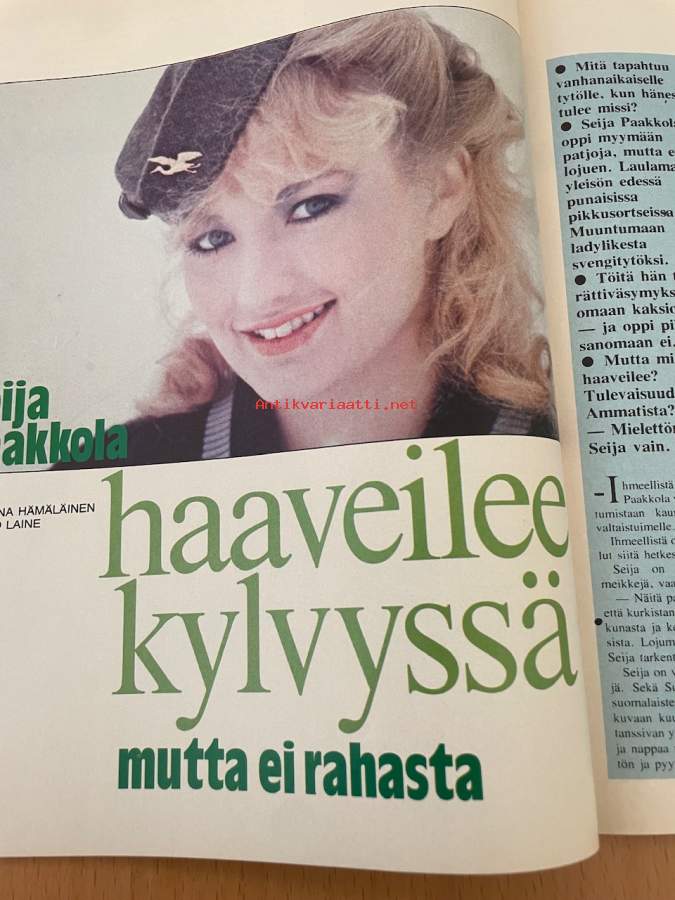 Antikvariaatti.net
eija
aakkola
NA HÄMÄLÄINEN
O LAINE
haaveilee
kylvyssä
mutta ei rahasta
● Mitä tapahtuu
vanhanaikaiselle
tytölle, kun hänes
tulee missi?
● Seija Paakkola
oppi myymään
patjoja, mutta e
lojuen. Laulama
yleisön edessä
punaisissa
pikkusortseissa
Muuntumaan
ladylikesta
svengitytöksi.
● Töitä hän t
rättiväsymyks
omaan kaksio
— ja oppi pi
sanomaan ei.
● Mutta mi
haaveilee?
Tulevaisuud
Ammatista?
— Mielettö
Seija vain.
–Ihmeellistä
Paakkola
tumistaan kau
valtaistuimelle.
Ihmeellistä o
lut siitä hetkes
Seija on
meikkejä, vaa
— Näitä pa
että kurkistan
kunasta ja ke
sista. Lojum
Seija tarkent
Seija on v
jä. Sekä Su
suomalaiste
kuvaan kuu
tanssivan y
ja nappaa
tön ja pyy